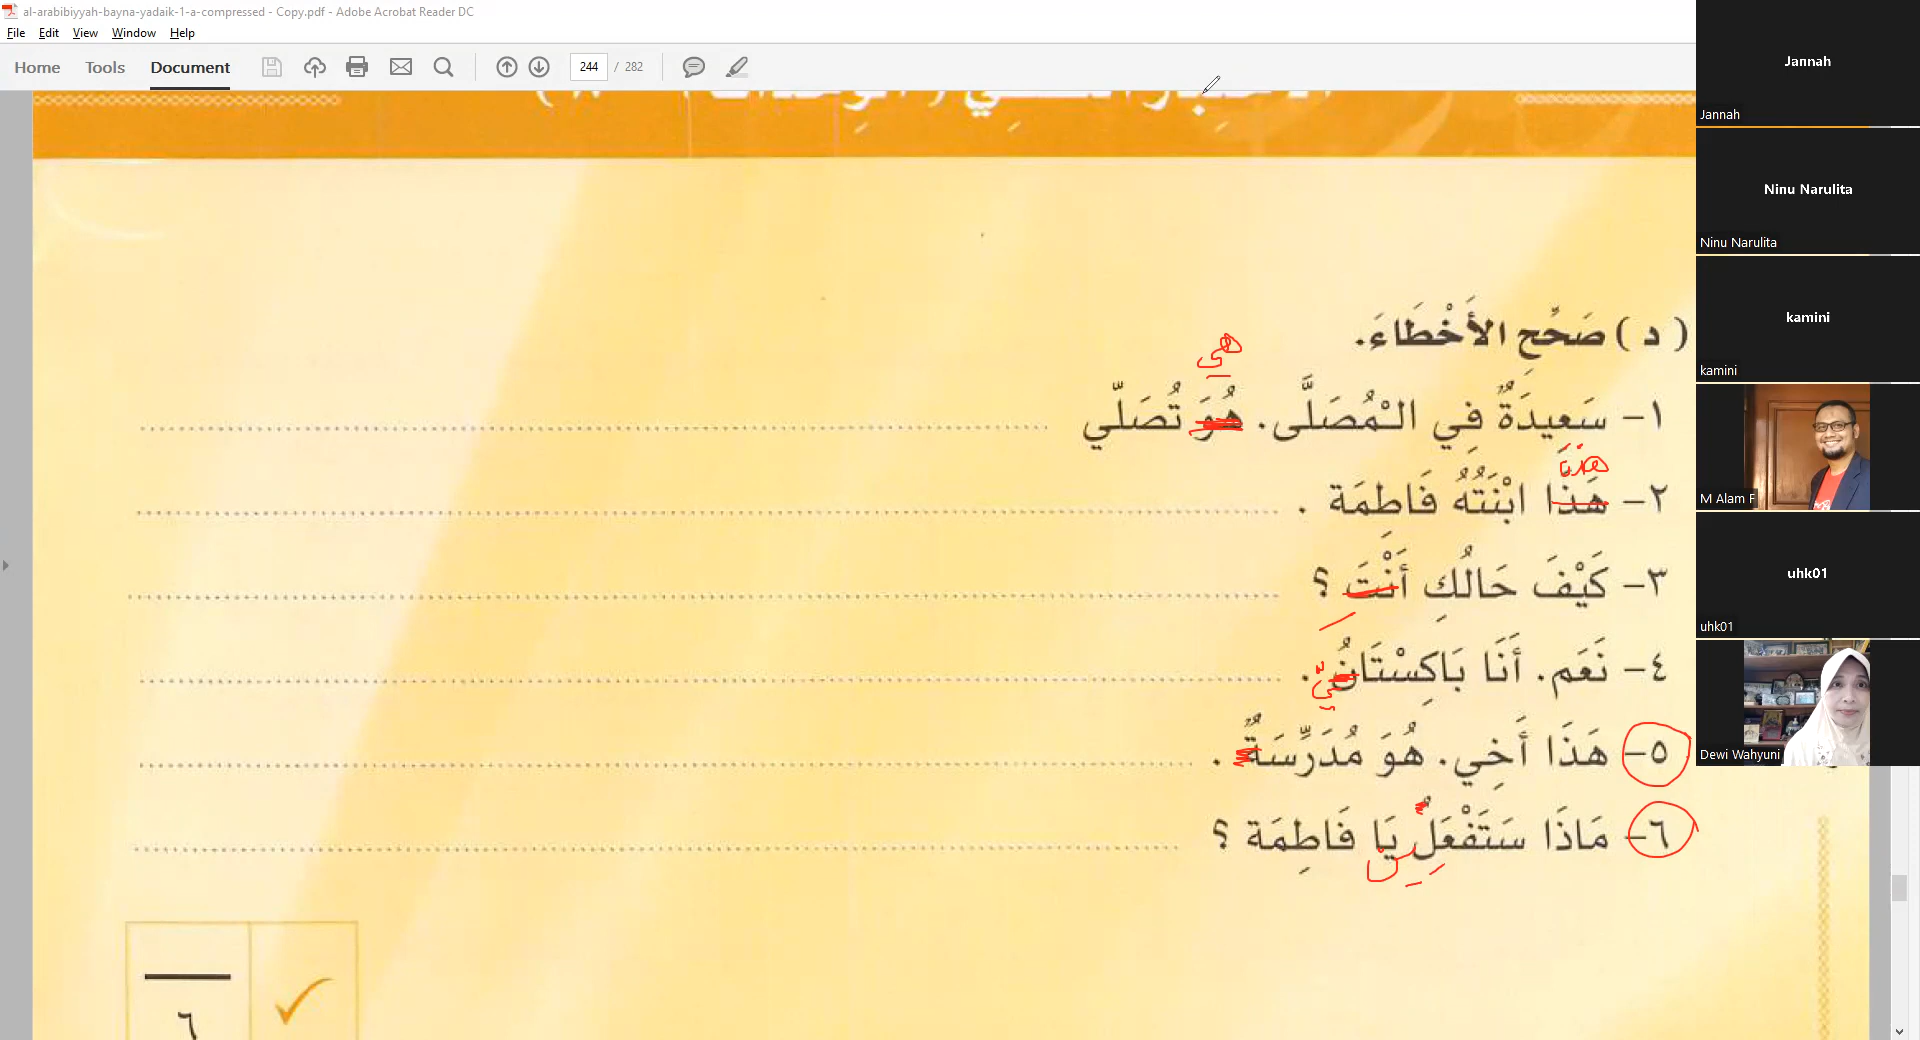 al-arabibiyyah-bayna-yadaik-1-a-compressed - Copy.pdf - Adobe Acrobat Reader DC
File Edit View Window Help
Home Tools Document 244 / 282
( د ) صَحِّحِ الأَخْطَاءَ.
هِي
١- سَعِيدَةٌ فِي الْمُصَلَّى. هُوَ تُصَلِّي
هَذِهِ
٢- هَذَا ابْنَتُهُ فَاطِمَة .
٣- كَيْفَ حَالُكِ أَنْتَ ؟
٤- نَعَم. أَنَا بَاكِسْتَانُ .
يّ
٥- هَذَا أَخِي. هُوَ مُدَرِّسَةٌ .
٦- مَاذَا سَتَفْعَلُ يَا فَاطِمَة ؟
ين
٦
Jannah
Jannah
Ninu Narulita
Ninu Narulita
kamini
kamini
M Alam F
uhk01
uhk01
Dewi Wahyuni